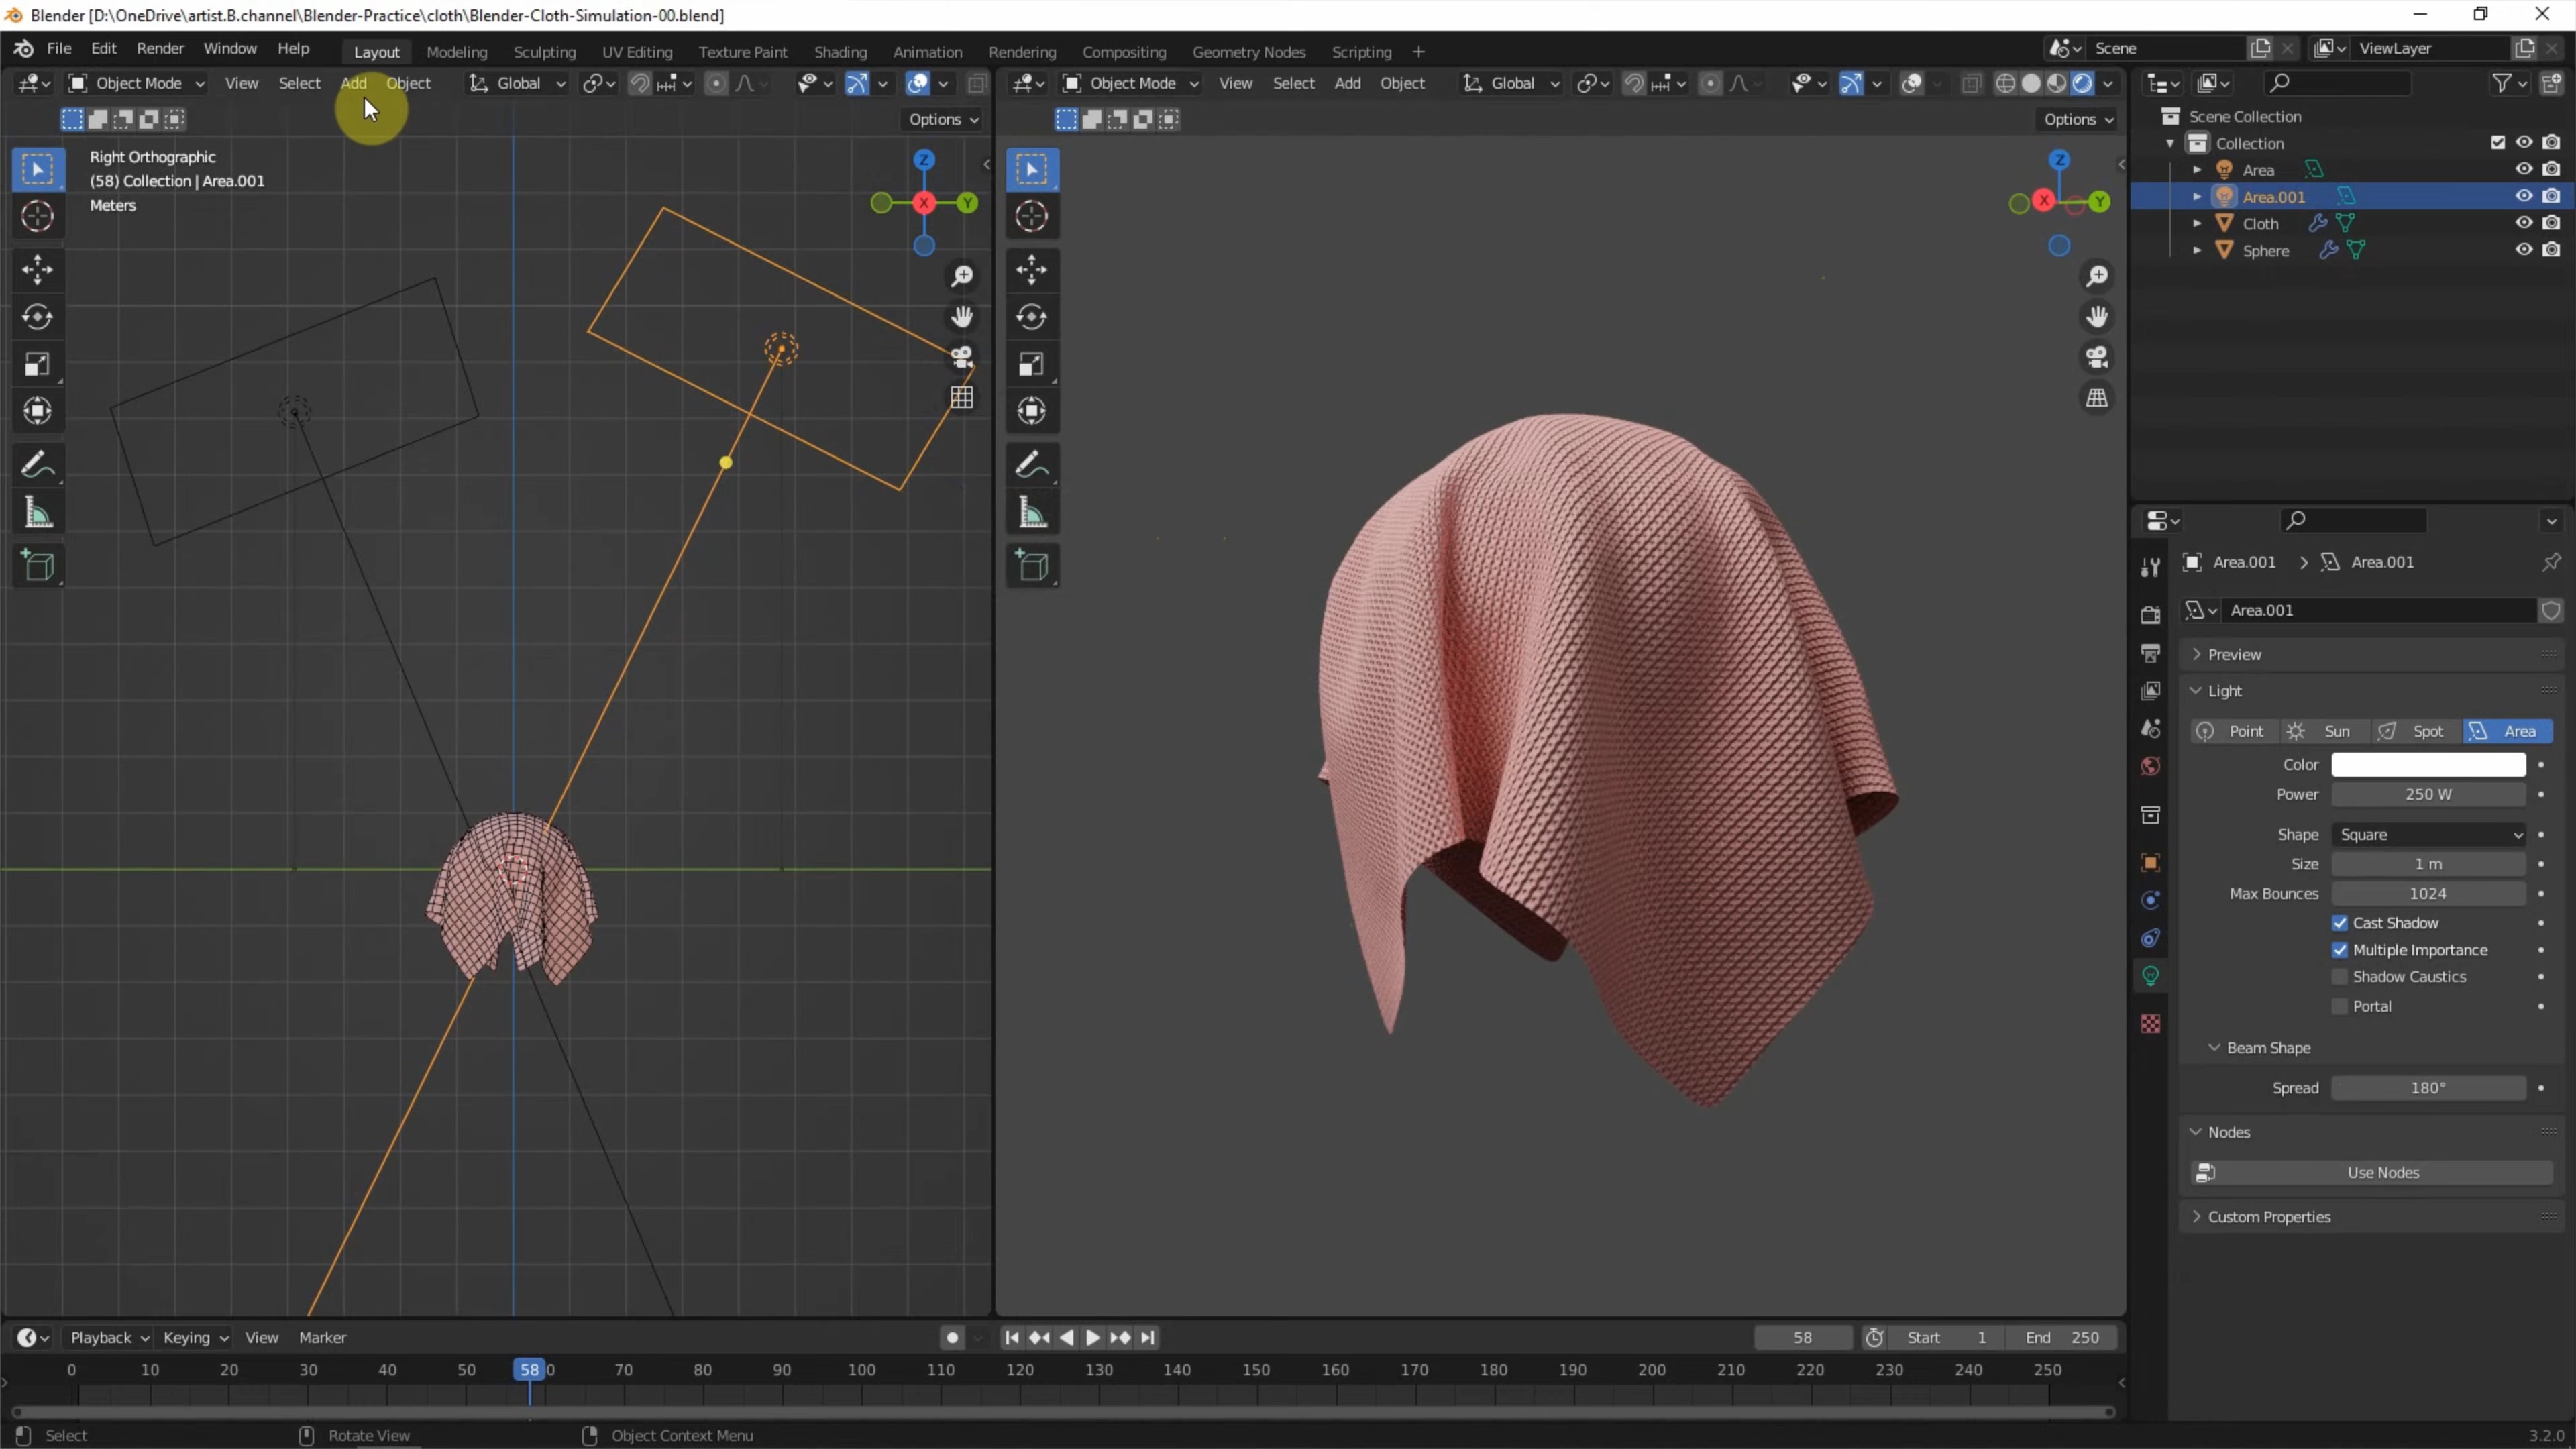 Blender [D:\OneDrive\artist.B.channel\Blender-Practice\cloth\Blender-Cloth-Simulation-00.blend]
File Edit Render Window Help Layout Modeling Sculpting UV Editing Texture Paint Shading Animation Rendering Compositing Geometry Nodes Scripting + Scene ViewLayer
Object Mode View Select Add Object Global Object Mode View Select Add Object Global
Options Options
Scene Collection
Collection
Area
Area.001
Cloth
Sphere
Right Orthographic
(58) Collection | Area.001
Meters
Z
X
Y
Z
X
Y
Area.001 > Area.001
Area.001
Preview
Light
Point Sun Spot Area
Color
Power 250 W
Shape Square
Size 1 m
Max Bounces 1024
Cast Shadow
Multiple Importance
Shadow Caustics
Portal
Beam Shape
Spread 180°
Nodes
Use Nodes
Custom Properties
Playback Keying View Marker 58 Start 1 End 250
0 10 20 30 40 50 58 0 70 80 90 100 110 120 130 140 150 160 170 180 190 200 210 220 230 240 250
Select Rotate View Object Context Menu 3.2.0